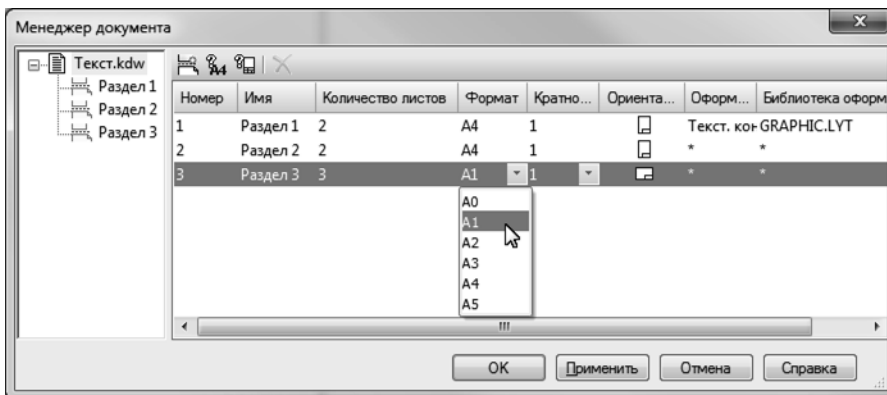 Менеджер документа
Текст.kdw
Раздел 1
Раздел 2
Раздел 3
A4
Номер Имя Количество листов Формат Кратно... Ориента... Оформ... Библиотека оформ
1 Раздел 1 2 A4 1 Текст. кон GRAPHIC.LYT
2 Раздел 2 2 A4 1 * *
3 Раздел 3 3 A1 1 * *
A0
A1
A2
A3
A4
A5
OK Применить Отмена Справка